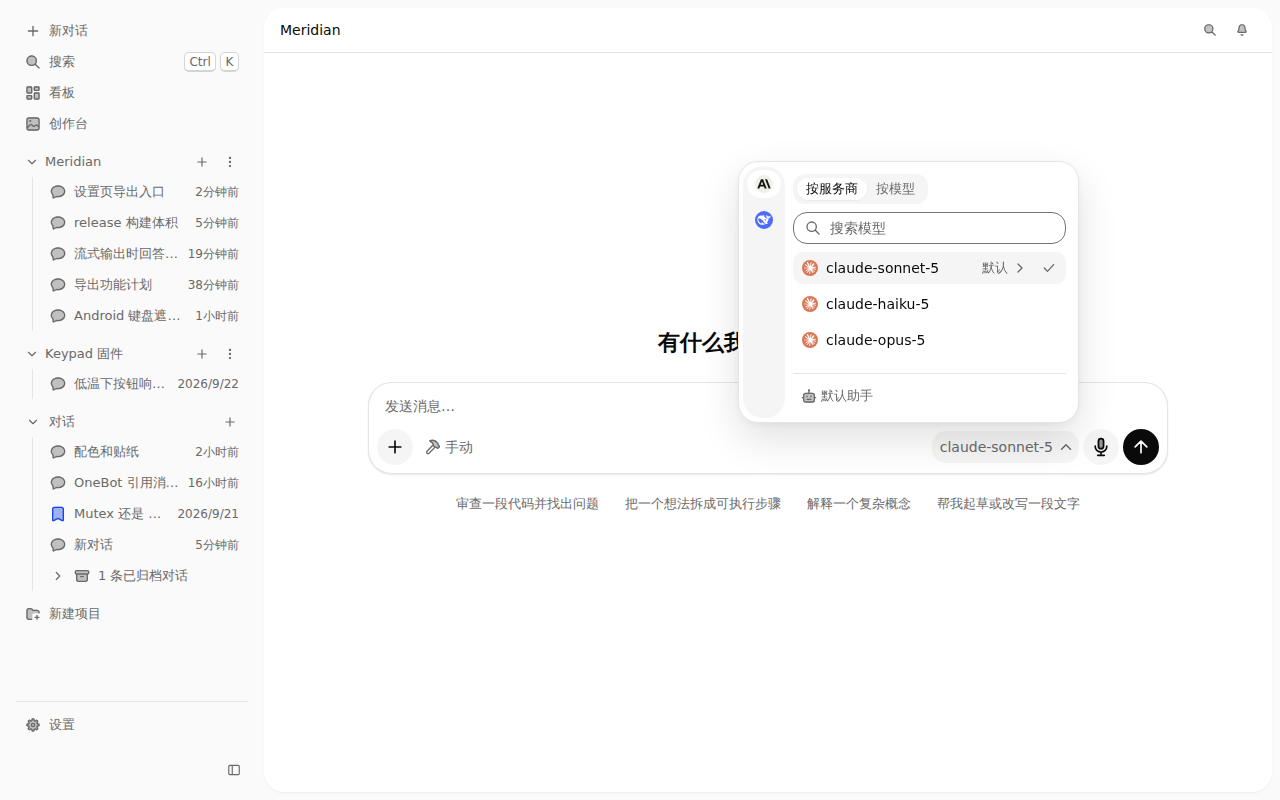 新对话
搜索 Ctrl K
看板
创作台
Meridian
设置页导出入口 2分钟前
release 构建体积 5分钟前
流式输出时回答… 19分钟前
导出功能计划 38分钟前
Android 键盘遮… 1小时前
Keypad 固件
低温下按钮响… 2026/9/22
对话
配色和贴纸 2小时前
OneBot 引用消… 16小时前
Mutex 还是 … 2026/9/21
新对话 5分钟前
1 条已归档对话
新建项目
设置
Meridian
按服务商 按模型
搜索模型
claude-sonnet-5 默认
claude-haiku-5
claude-opus-5
默认助手
有什么我
发送消息…
手动 claude-sonnet-5
审查一段代码并找出问题 把一个想法拆成可执行步骤 解释一个复杂概念 帮我起草或改写一段文字